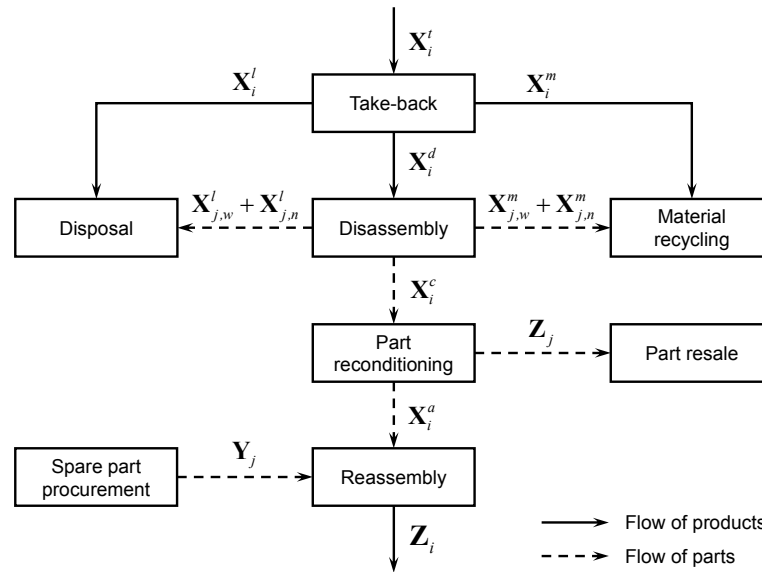 X_i^t
X_i^l
X_i^m
Take-back
X_i^d
X_{j,w}^l + X_{j,n}^l
X_{j,w}^m + X_{j,n}^m
Disposal
Disassembly
Material
recycling
X_i^c
Part
reconditioning
Z_j
Part resale
X_i^a
Spare part
procurement
Y_j
Reassembly
Z_i
Flow of products
Flow of parts